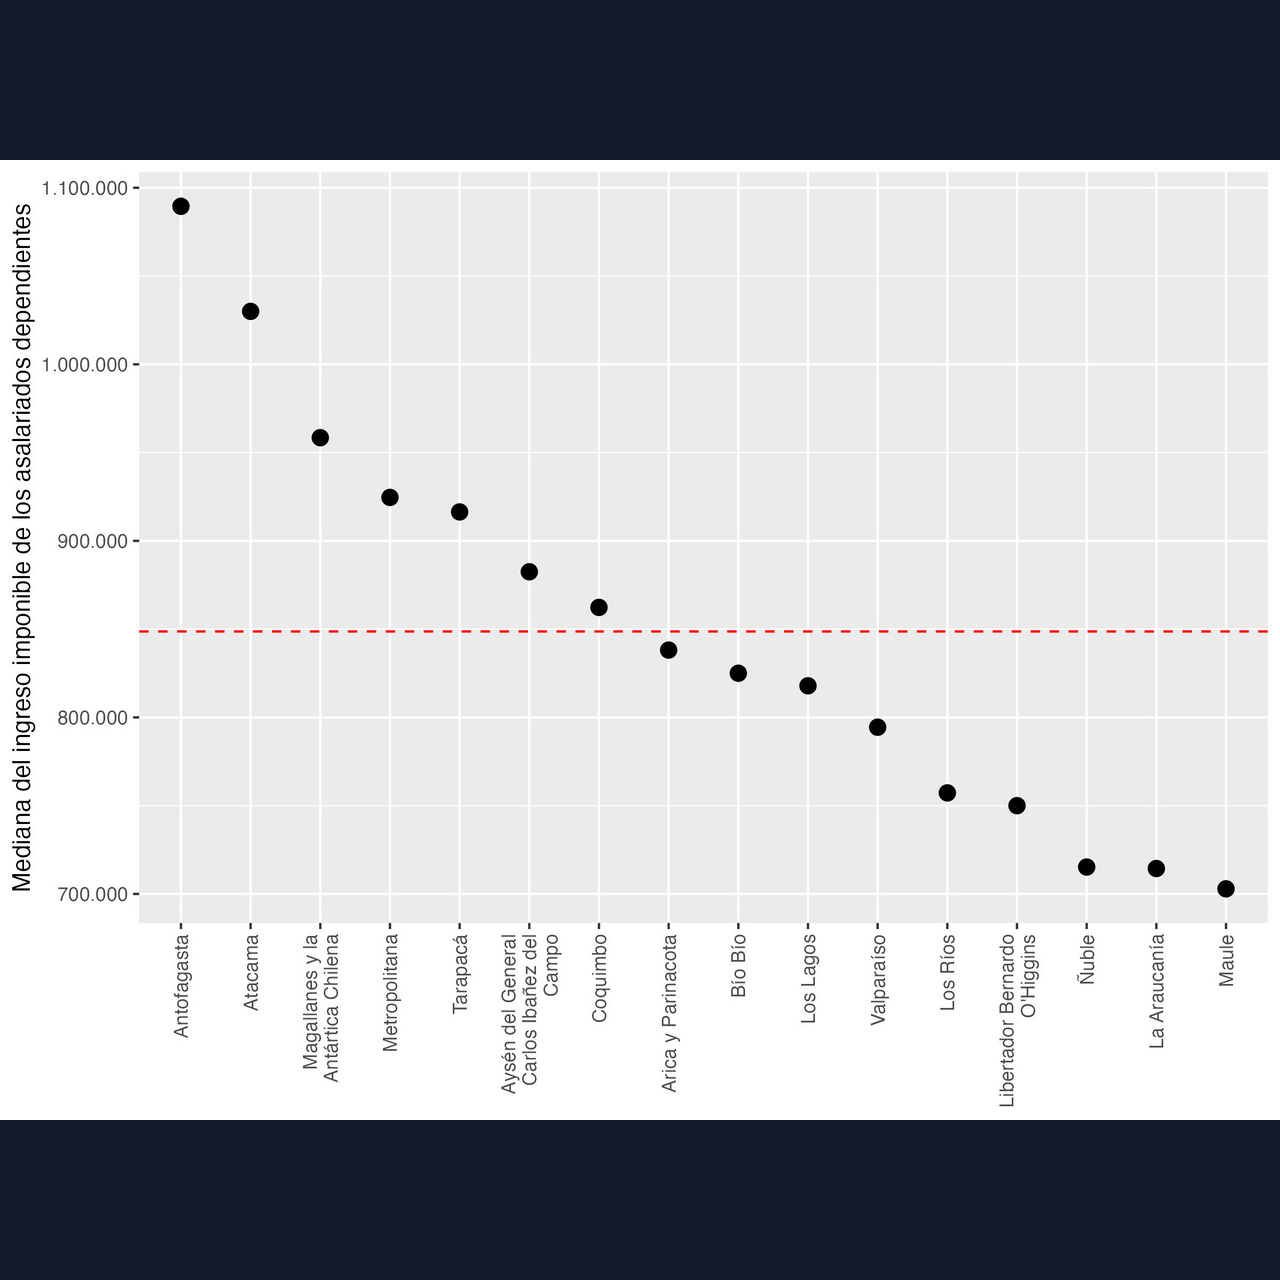 Mediana del ingreso imponible de los asalariados dependientes
1.100.000
1.000.000
900.000
800.000
700.000
Antofagasta
Atacama
Magallanes y la
Antártica Chilena
Metropolitana
Tarapacá
Aysén del General
Carlos Ibañez del
Campo
Coquimbo
Arica y Parinacota
Bío Bío
Los Lagos
Valparaíso
Los Ríos
Libertador Bernardo
O'Higgins
Ñuble
La Araucanía
Maule